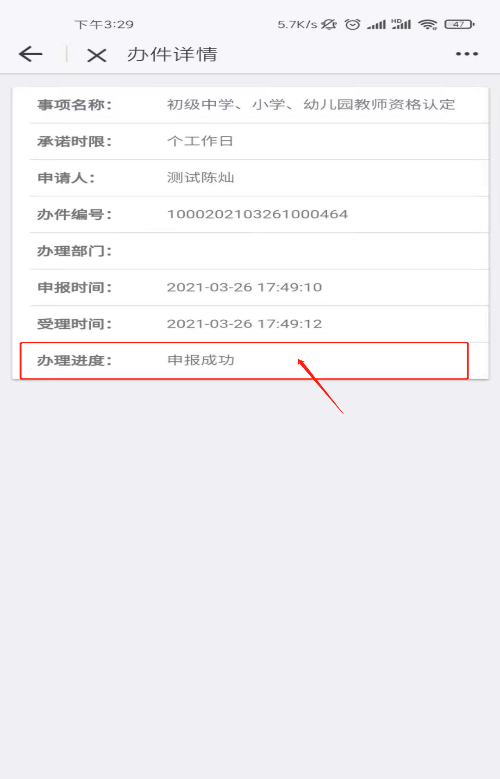 下午3:29 5.7K/s HD 47
办件详情
事项名称： 初级中学、小学、幼儿园教师资格认定
承诺时限： 个工作日
申请人： 测试陈灿
办件编号： 1000202103261000464
办理部门：
申报时间： 2021-03-26 17:49:10
受理时间： 2021-03-26 17:49:12
办理进度： 申报成功